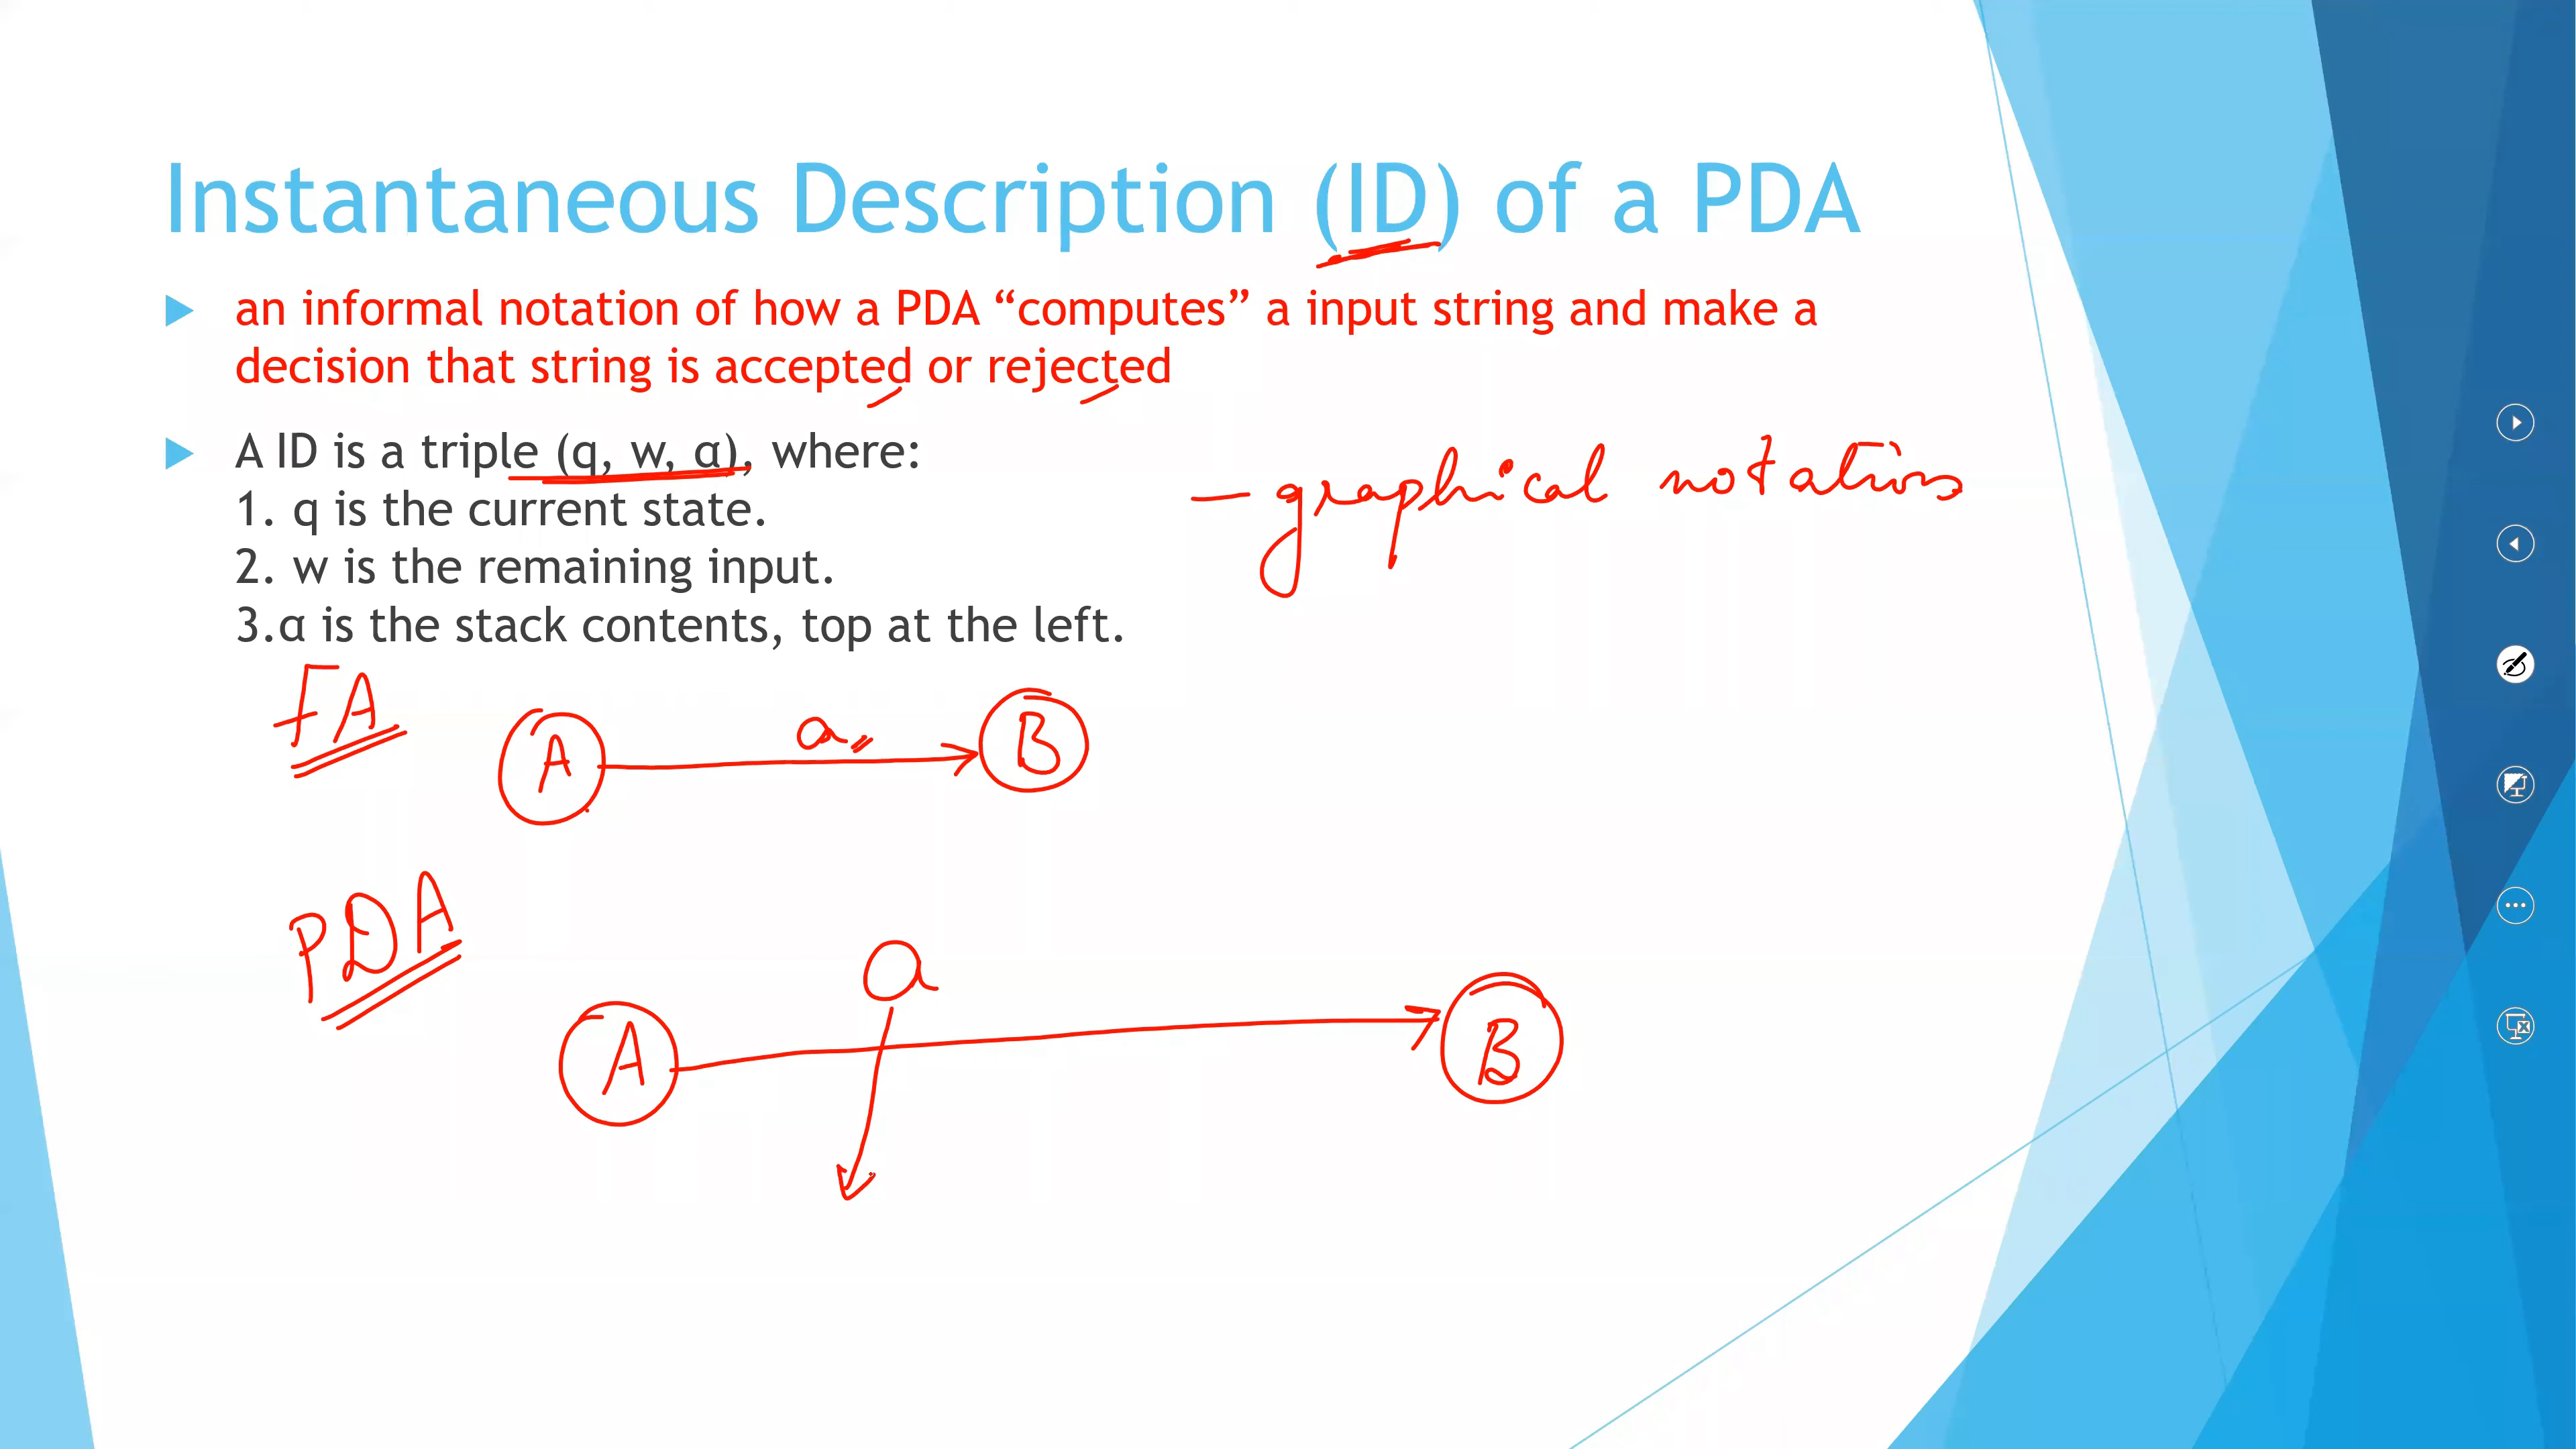 Instantaneous Description (ID) of a PDA
an informal notation of how a PDA “computes” a input string and make a
decision that string is accepted or rejected
A ID is a triple (q, w, α), where:
1. q is the current state.
2. w is the remaining input.
3.α is the stack contents, top at the left.
– graphical notations
FA
A a B
PDA
A a B